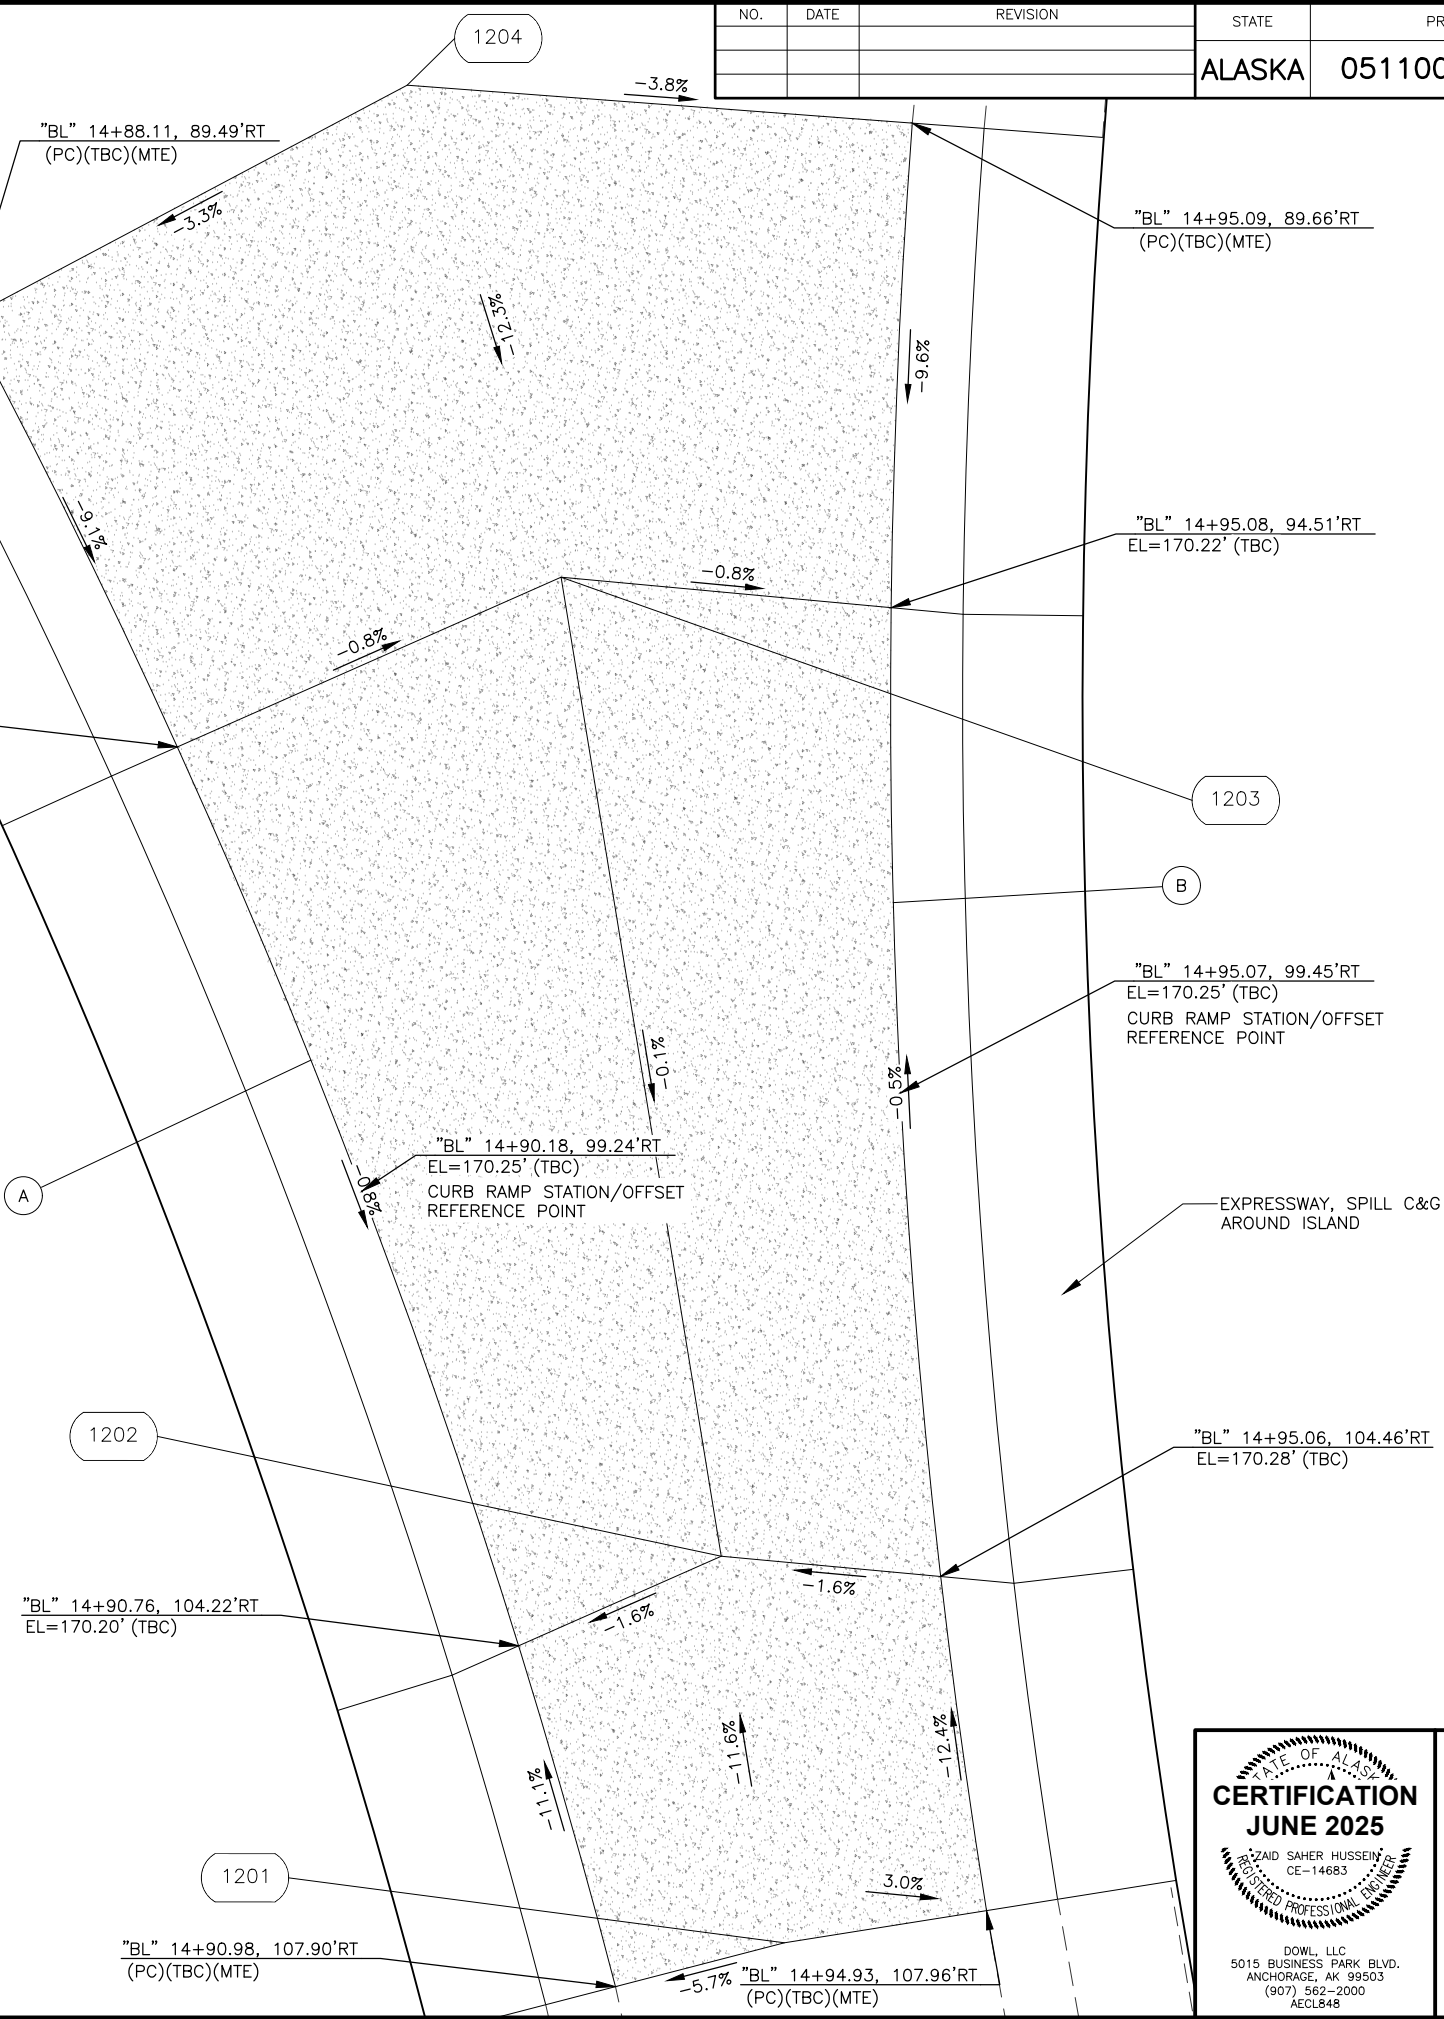 NO. DATE REVISION STATE PR
ALASKA 051100
1204
-3.8%
"BL" 14+88.11, 89.49'RT
(PC)(TBC)(MTE)
-3.3%
"BL" 14+95.09, 89.66'RT
(PC)(TBC)(MTE)
-12.3%
-9.6%
-9.1%
"BL" 14+95.08, 94.51'RT
EL=170.22' (TBC)
-0.8%
-0.8%
1203
B
"BL" 14+95.07, 99.45'RT
EL=170.25' (TBC)
CURB RAMP STATION/OFFSET
REFERENCE POINT
-0.1%
-0.5%
"BL" 14+90.18, 99.24'RT
EL=170.25' (TBC)
CURB RAMP STATION/OFFSET
REFERENCE POINT
-0.8%
A
EXPRESSWAY, SPILL C&G
AROUND ISLAND
1202
"BL" 14+95.06, 104.46'RT
EL=170.28' (TBC)
-1.6%
-1.6%
"BL" 14+90.76, 104.22'RT
EL=170.20' (TBC)
-11.6%
-12.4%
-11.1%
1201
3.0%
"BL" 14+90.98, 107.90'RT
(PC)(TBC)(MTE)
-5.7%
"BL" 14+94.93, 107.96'RT
(PC)(TBC)(MTE)
OF ALASK
CERTIFICATION
JUNE 2025
ZAID SAHER HUSSEIN
CE-14683
REGISTERED PROFESSIONAL ENGINEER
DOWL, LLC
5015 BUSINESS PARK BLVD.
ANCHORAGE, AK 99503
(907) 562-2000
AECL848